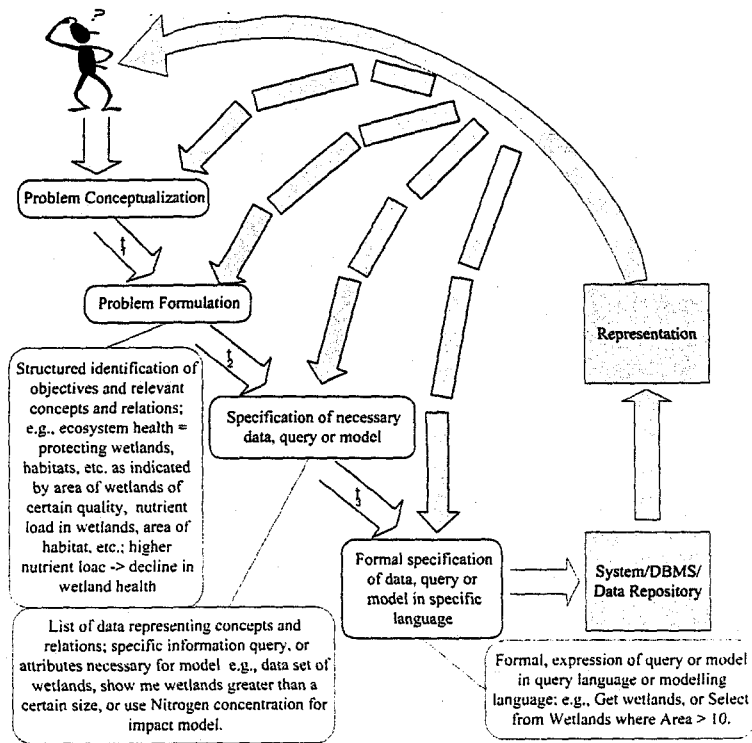 ?
Problem Conceptualization
t1
Problem Formulation
t2
Structured identification of
objectives and relevant
concepts and relations;
e.g., ecosystem health =
protecting wetlands,
habitats, etc. as indicated
by area of wetlands of
certain quality, nutrient
load in wetlands, area of
habitat, etc.; higher
nutrient loac -> decline in
wetland health
Specification of necessary
data, query or model
t3
List of data representing concepts and
relations; specific information query, or
attributes necessary for model e.g., data set of
wetlands, show me wetlands greater than a
certain size, or use Nitrogen concentration for
impact model.
Formal specification
of data, query or
model in specific
language
Formal, expression of query or model
in query language or modelling
language; e.g., Get wetlands, or Select
from Wetlands where Area > 10.
System/DBMS/
Data Repository
Representation